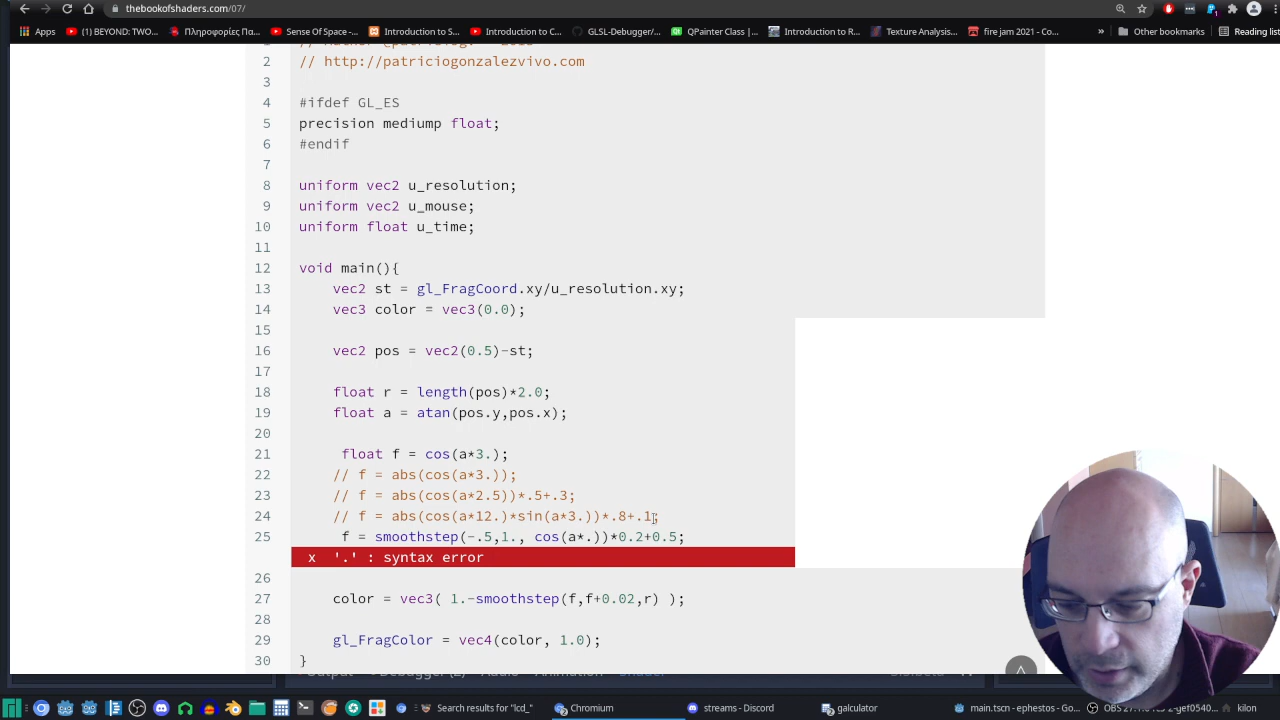 thebookofshaders.com/07/
Apps (1) BEYOND: TWO... Πληροφορίες Πα... Sense Of Space -... Introduction to S... Introduction to C... GLSL-Debugger/... QPainter Class |... Introduction to R... Texture Analysis... fire jam 2021 - Co... » Other bookmarks Reading list
2 // http://patriciogonzalezvivo.com
3
4 #ifdef GL_ES
5 precision mediump float;
6 #endif
7
8 uniform vec2 u_resolution;
9 uniform vec2 u_mouse;
10 uniform float u_time;
11
12 void main(){
13 vec2 st = gl_FragCoord.xy/u_resolution.xy;
14 vec3 color = vec3(0.0);
15
16 vec2 pos = vec2(0.5)-st;
17
18 float r = length(pos)*2.0;
19 float a = atan(pos.y,pos.x);
20
21 float f = cos(a*3.);
22 // f = abs(cos(a*3.));
23 // f = abs(cos(a*2.5))*.5+.3;
24 // f = abs(cos(a*12.)*sin(a*3.))*.8+.1;
25 f = smoothstep(-.5,1., cos(a*.))*0.2+0.5;
x '.' : syntax error
26
27 color = vec3( 1.-smoothstep(f,f+0.02,r) );
28
29 gl_FragColor = vec4(color, 1.0);
30 }
Search results for "lcd_" Chromium streams - Discord galculator main.tscn - ephestos - Godot kilon